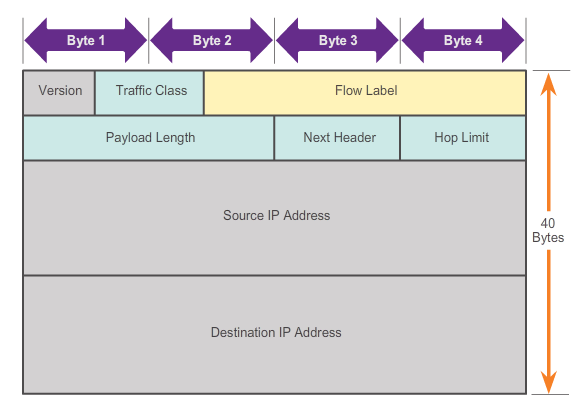 Byte 1 Byte 2 Byte 3 Byte 4
Version Traffic Class Flow Label
Payload Length Next Header Hop Limit
Source IP Address
40
Bytes
Destination IP Address